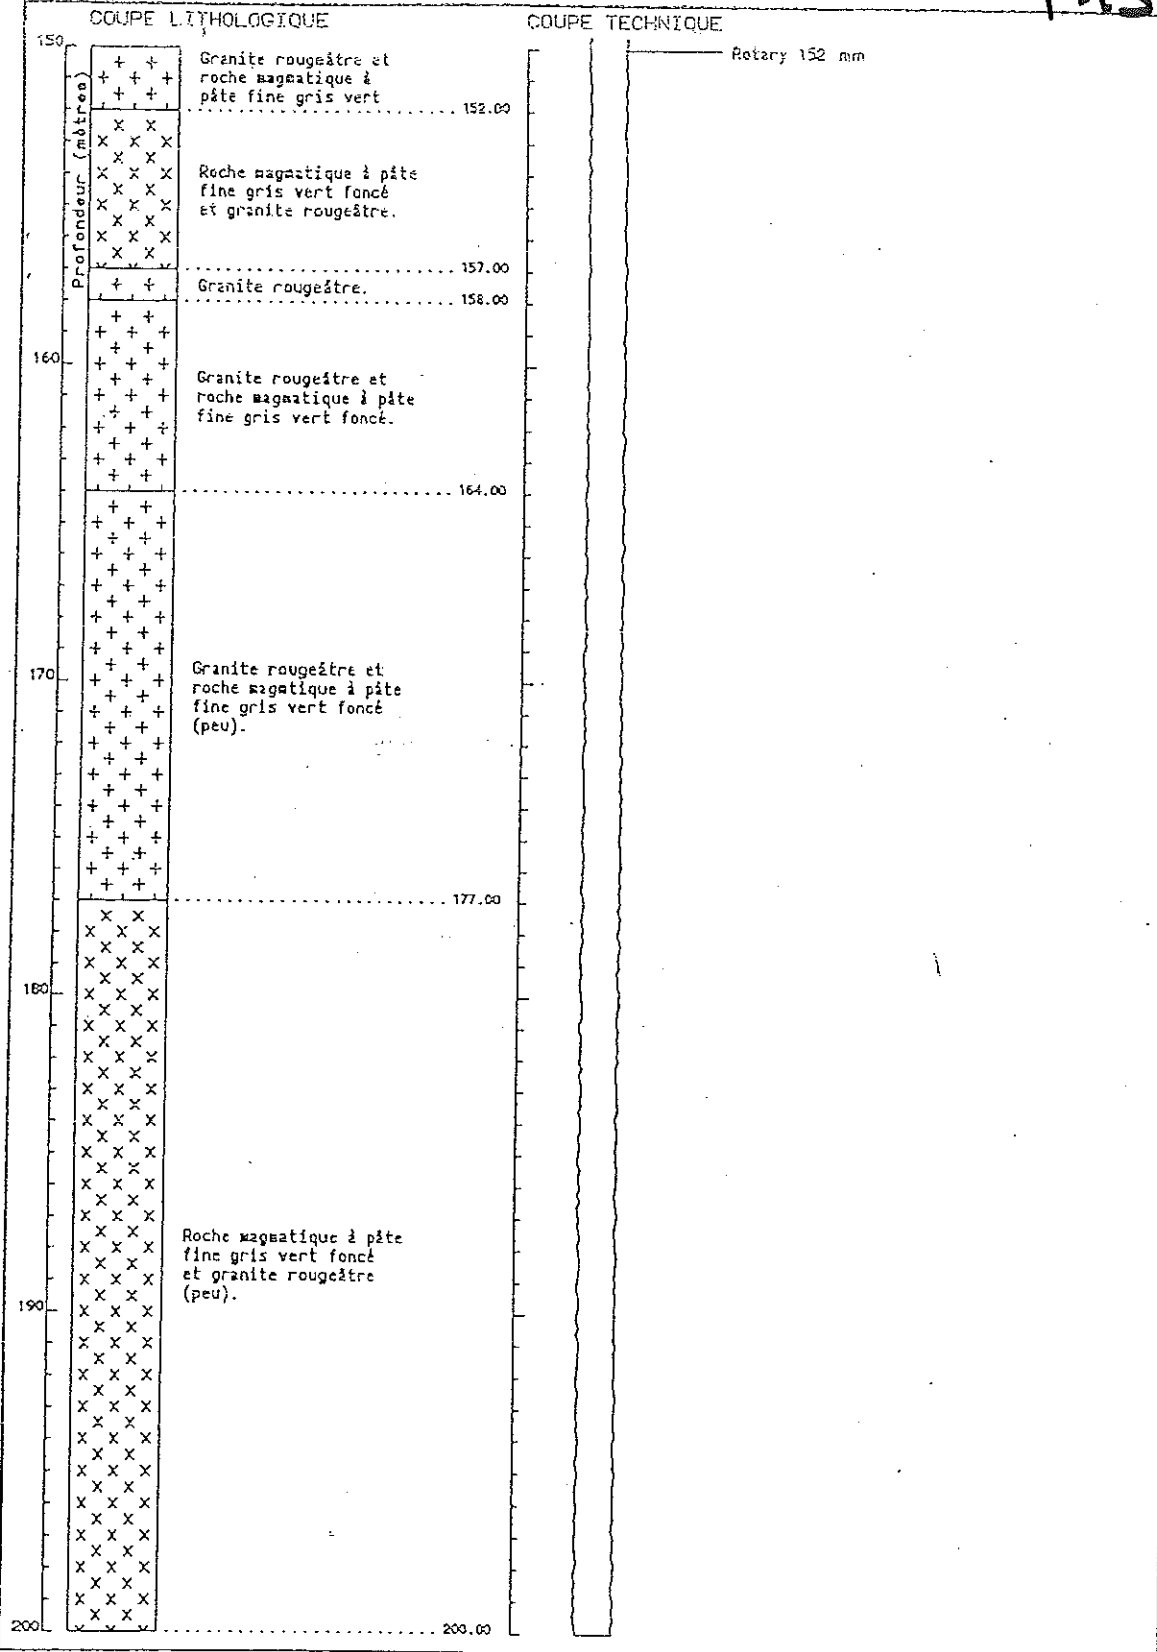 COUPE LITHOLOGIQUE
COUPE TECHNIQUE
Profondeur (mètres)
150
Granite rougeâtre et
roche magmatique à
pâte fine gris vert
152.00
Rotary 152 mm
Roche magmatique à pâte
fine gris vert foncé
et granite rougeâtre.
157.00
Granite rougeâtre.
158.00
160
Granite rougeâtre et
roche magmatique à pâte
fine gris vert foncé.
164.00
170
Granite rougeâtre et
roche magatique à pâte
fine gris vert foncé
(peu).
177.00
180
Roche magmatique à pâte
fine gris vert foncé
et granite rougeâtre
(peu).
190
200
200.00